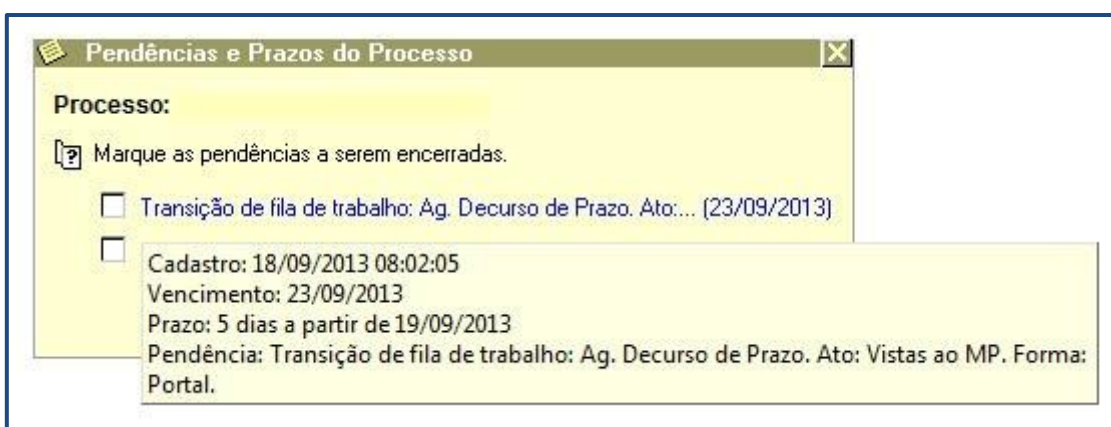 Pendências e Prazos do Processo
Processo:
Marque as pendências a serem encerradas.
Transição de fila de trabalho: Ag. Decurso de Prazo. Ato:... (23/09/2013)
Cadastro: 18/09/2013 08:02:05
Vencimento: 23/09/2013
Prazo: 5 dias a partir de 19/09/2013
Pendência: Transição de fila de trabalho: Ag. Decurso de Prazo. Ato: Vistas ao MP. Forma:
Portal.